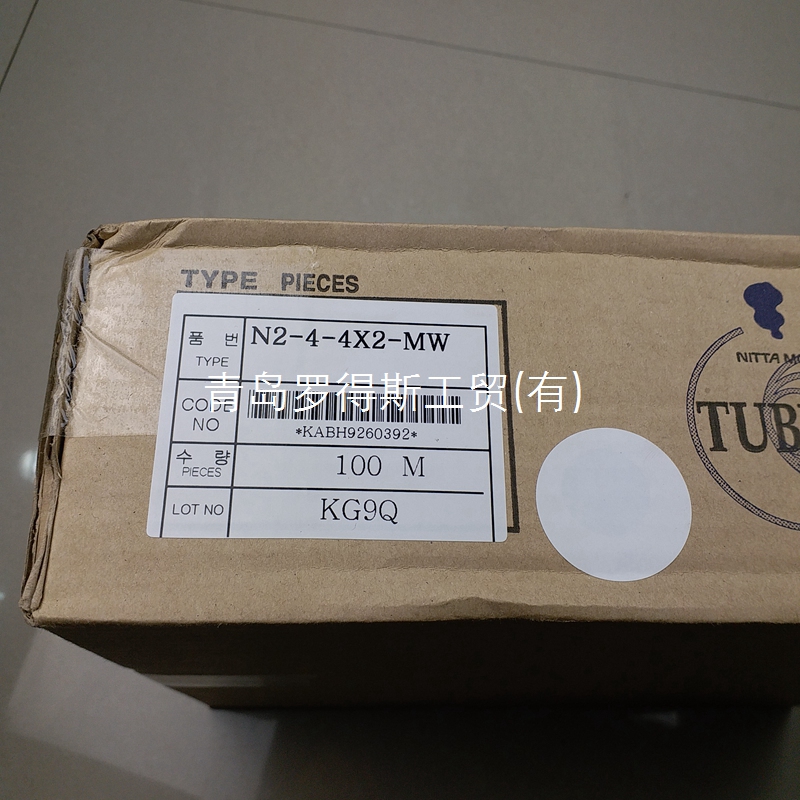 TYPE PIECES
품 번 N2-4-4X2-MW
TYPE
青岛罗得斯工贸(有)
CODE NO
*KABH9260392*
수 량 100 M
PIECES
LOT NO KG9Q
NITTA
TUB